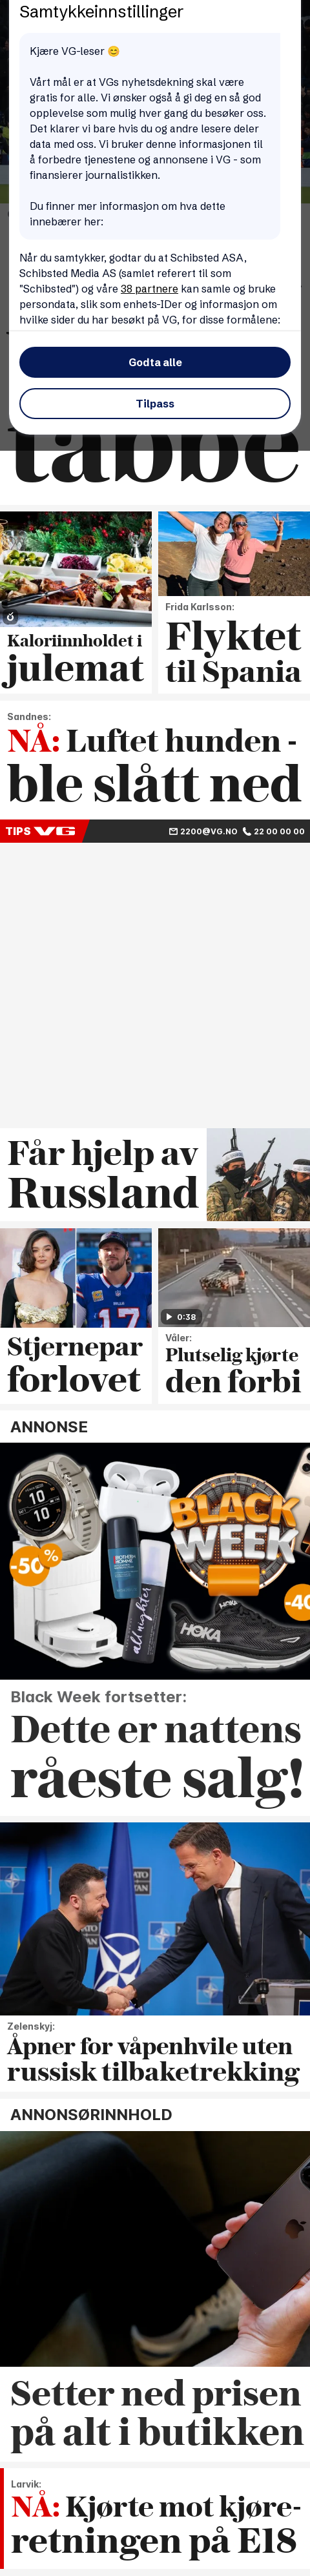 Samtykkeinnstillinger
Kjære VG-leser 😊
Vårt mål er at VGs nyhetsdekning skal være
gratis for alle. Vi ønsker også å gi deg en så god
opplevelse som mulig hver gang du besøker oss.
Det klarer vi bare hvis du og andre lesere deler
data med oss. Vi bruker denne informasjonen til
å forbedre tjenestene og annonsene i VG - som
finansierer journalistikken.
Du finner mer informasjon om hva dette
innebærer her:
Når du samtykker, godtar du at Schibsted ASA,
Schibsted Media AS (samlet referert til som
"Schibsted") og våre 38 partnere kan samle og bruke
persondata, slik som enhets-IDer og informasjon om
hvilke sider du har besøkt på VG, for disse formålene:
Godta alle
Tilpass
tabbe
Kaloriinnholdet i
julemat
Frida Karlsson:
Flyktet
til Spania
Sandnes:
NÅ: Luftet hunden -
ble slått ned
TIPS VG 2200@VG.NO 22 00 00 00
Får hjelp av
Russland
Stjernepar
forlovet
0:38
Våler:
Plutselig kjørte
den forbi
ANNONSE
10
10
BLACK
WEEK
-50%
-40
all nighter
HOKA
17
Black Week fortsetter:
Dette er nattens
råeste salg!
Zelenskyj:
Åpner for våpenhvile uten
russisk tilbaketrekking
ANNONSØRINNHOLD
Setter ned prisen
på alt i butikken
Larvik:
NÅ: Kjørte mot kjøre-
retningen på E18